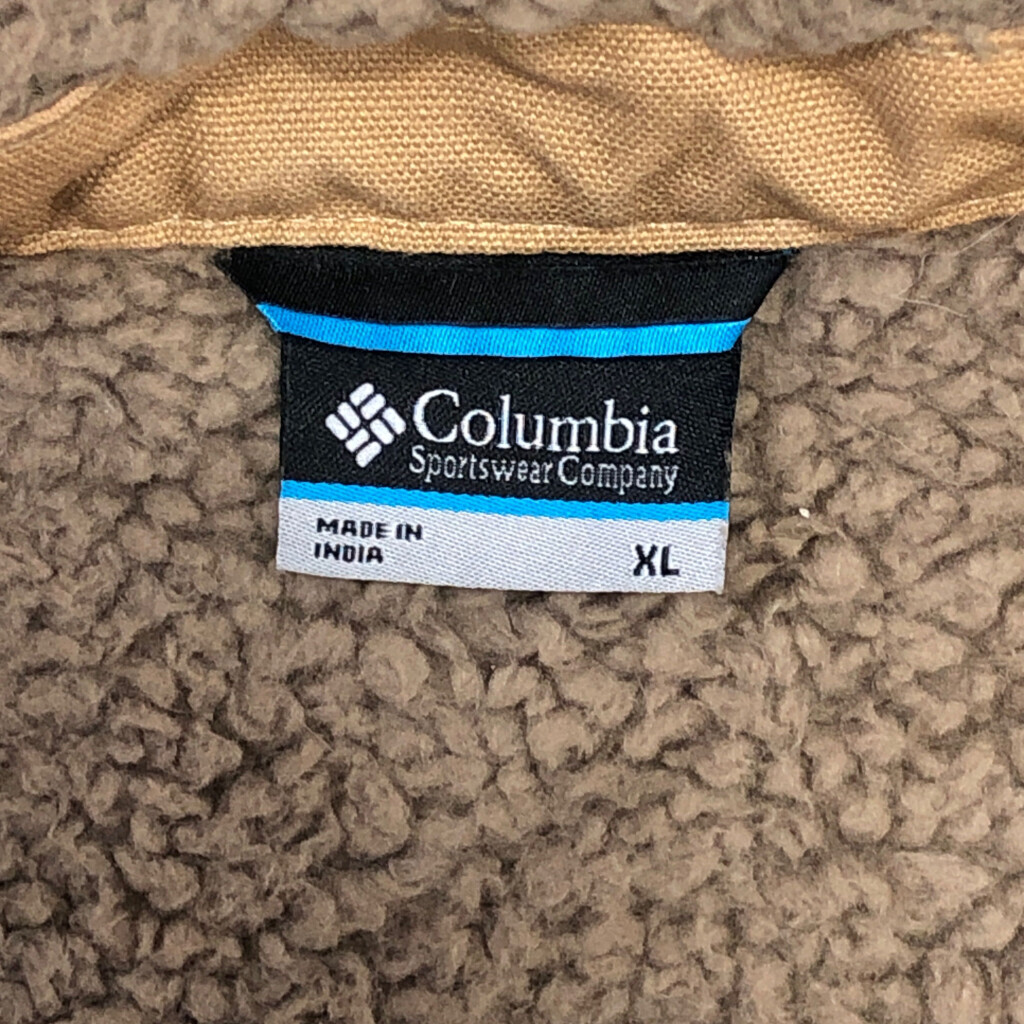 Columbia
Sportswear Company
MADE IN
INDIA
XL